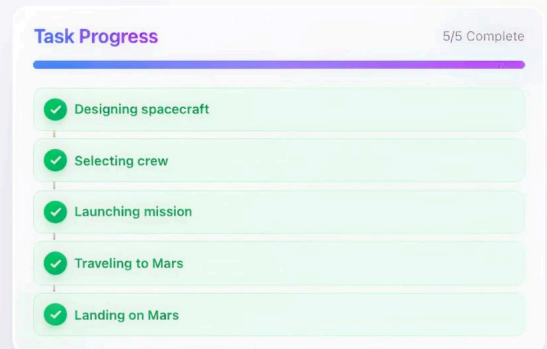 Task Progress
5/5 Complete
Designing spacecraft
Selecting crew
Launching mission
Traveling to Mars
Landing on Mars